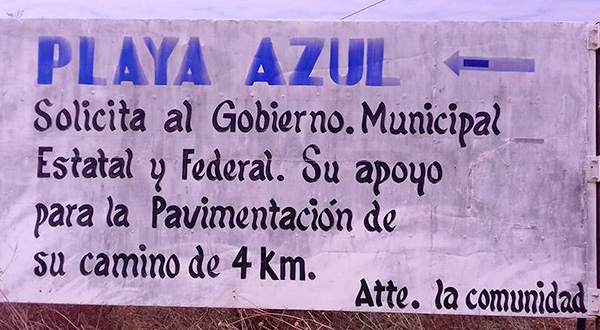 PLAYA AZUL
Solicita al Gobierno. Municipal
Estatal y Federal. Su apoyo
para la Pavimentación de
su camino de 4 Km.
Atte. la comunidad